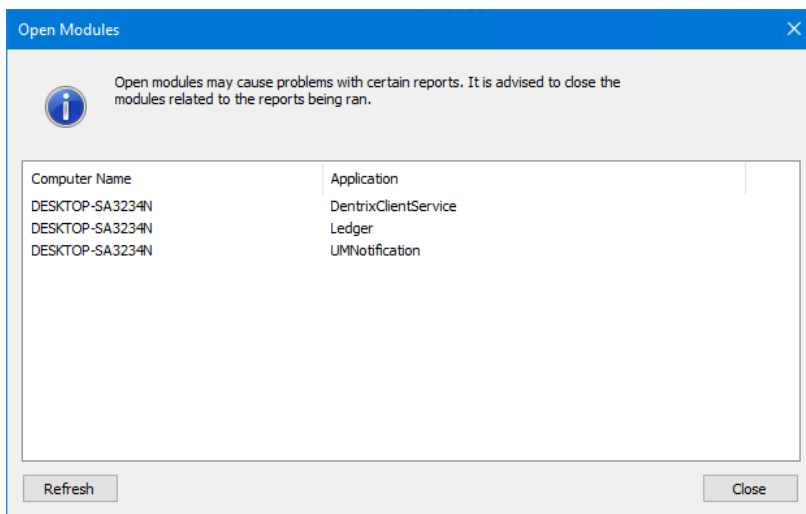 Open Modules
Open modules may cause problems with certain reports. It is advised to close the
modules related to the reports being ran.
Computer Name Application
DESKTOP-SA3234N DentrixClientService
DESKTOP-SA3234N Ledger
DESKTOP-SA3234N UMNotification
Refresh Close